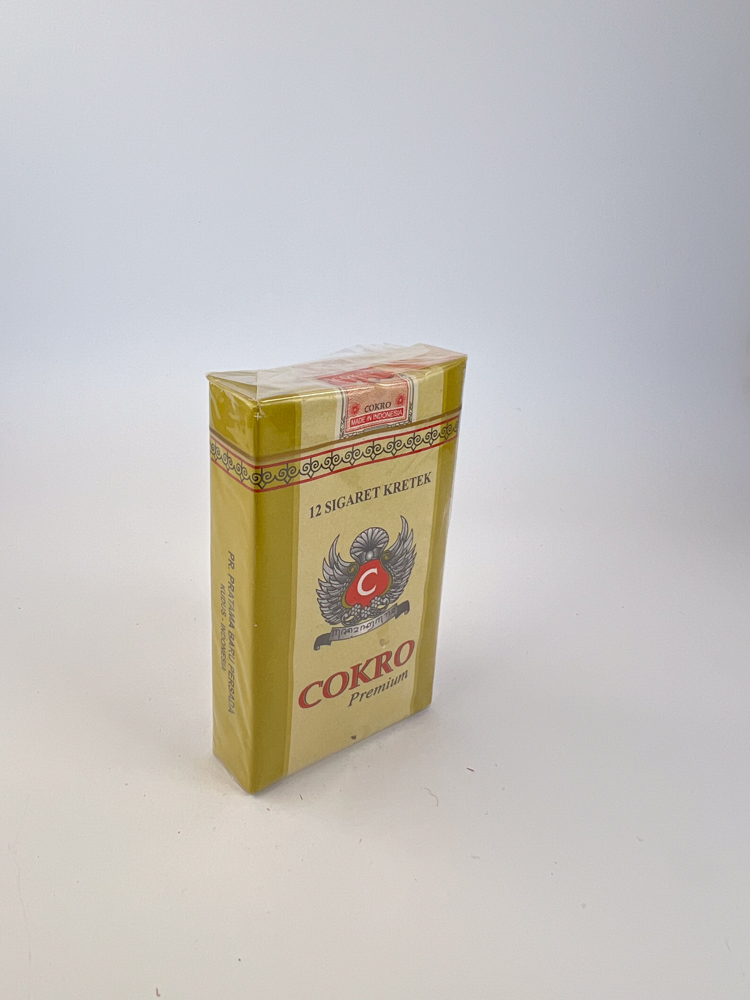 COKRO
MADE IN INDONESIA
12 SIGARET KRETEK
C
COKRO
Premium
PR. PRATAMA BARU PERSADA
KUDUS - INDONESIA